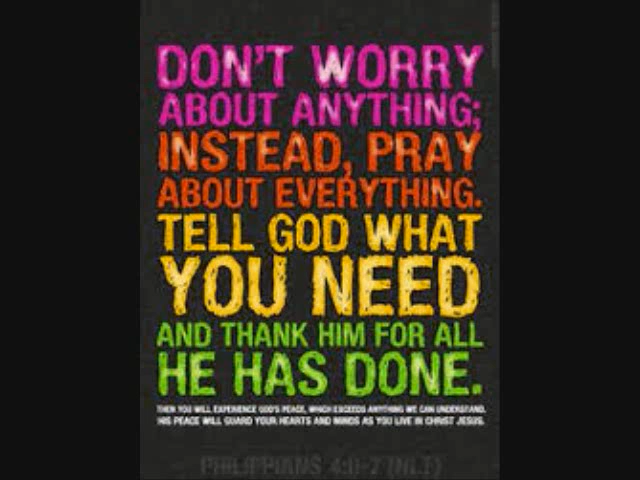 DON'T WORRY
ABOUT ANYTHING;
INSTEAD, PRAY
ABOUT EVERYTHING.
TELL GOD WHAT
YOU NEED
AND THANK HIM FOR ALL
HE HAS DONE.
THEN YOU WILL EXPERIENCE GOD'S PEACE, WHICH EXCEEDS ANYTHING WE CAN UNDERSTAND.
HIS PEACE WILL GUARD YOUR HEARTS AND MINDS AS YOU LIVE IN CHRIST JESUS.
PHILIPPIANS 4:6-7 (NLT)